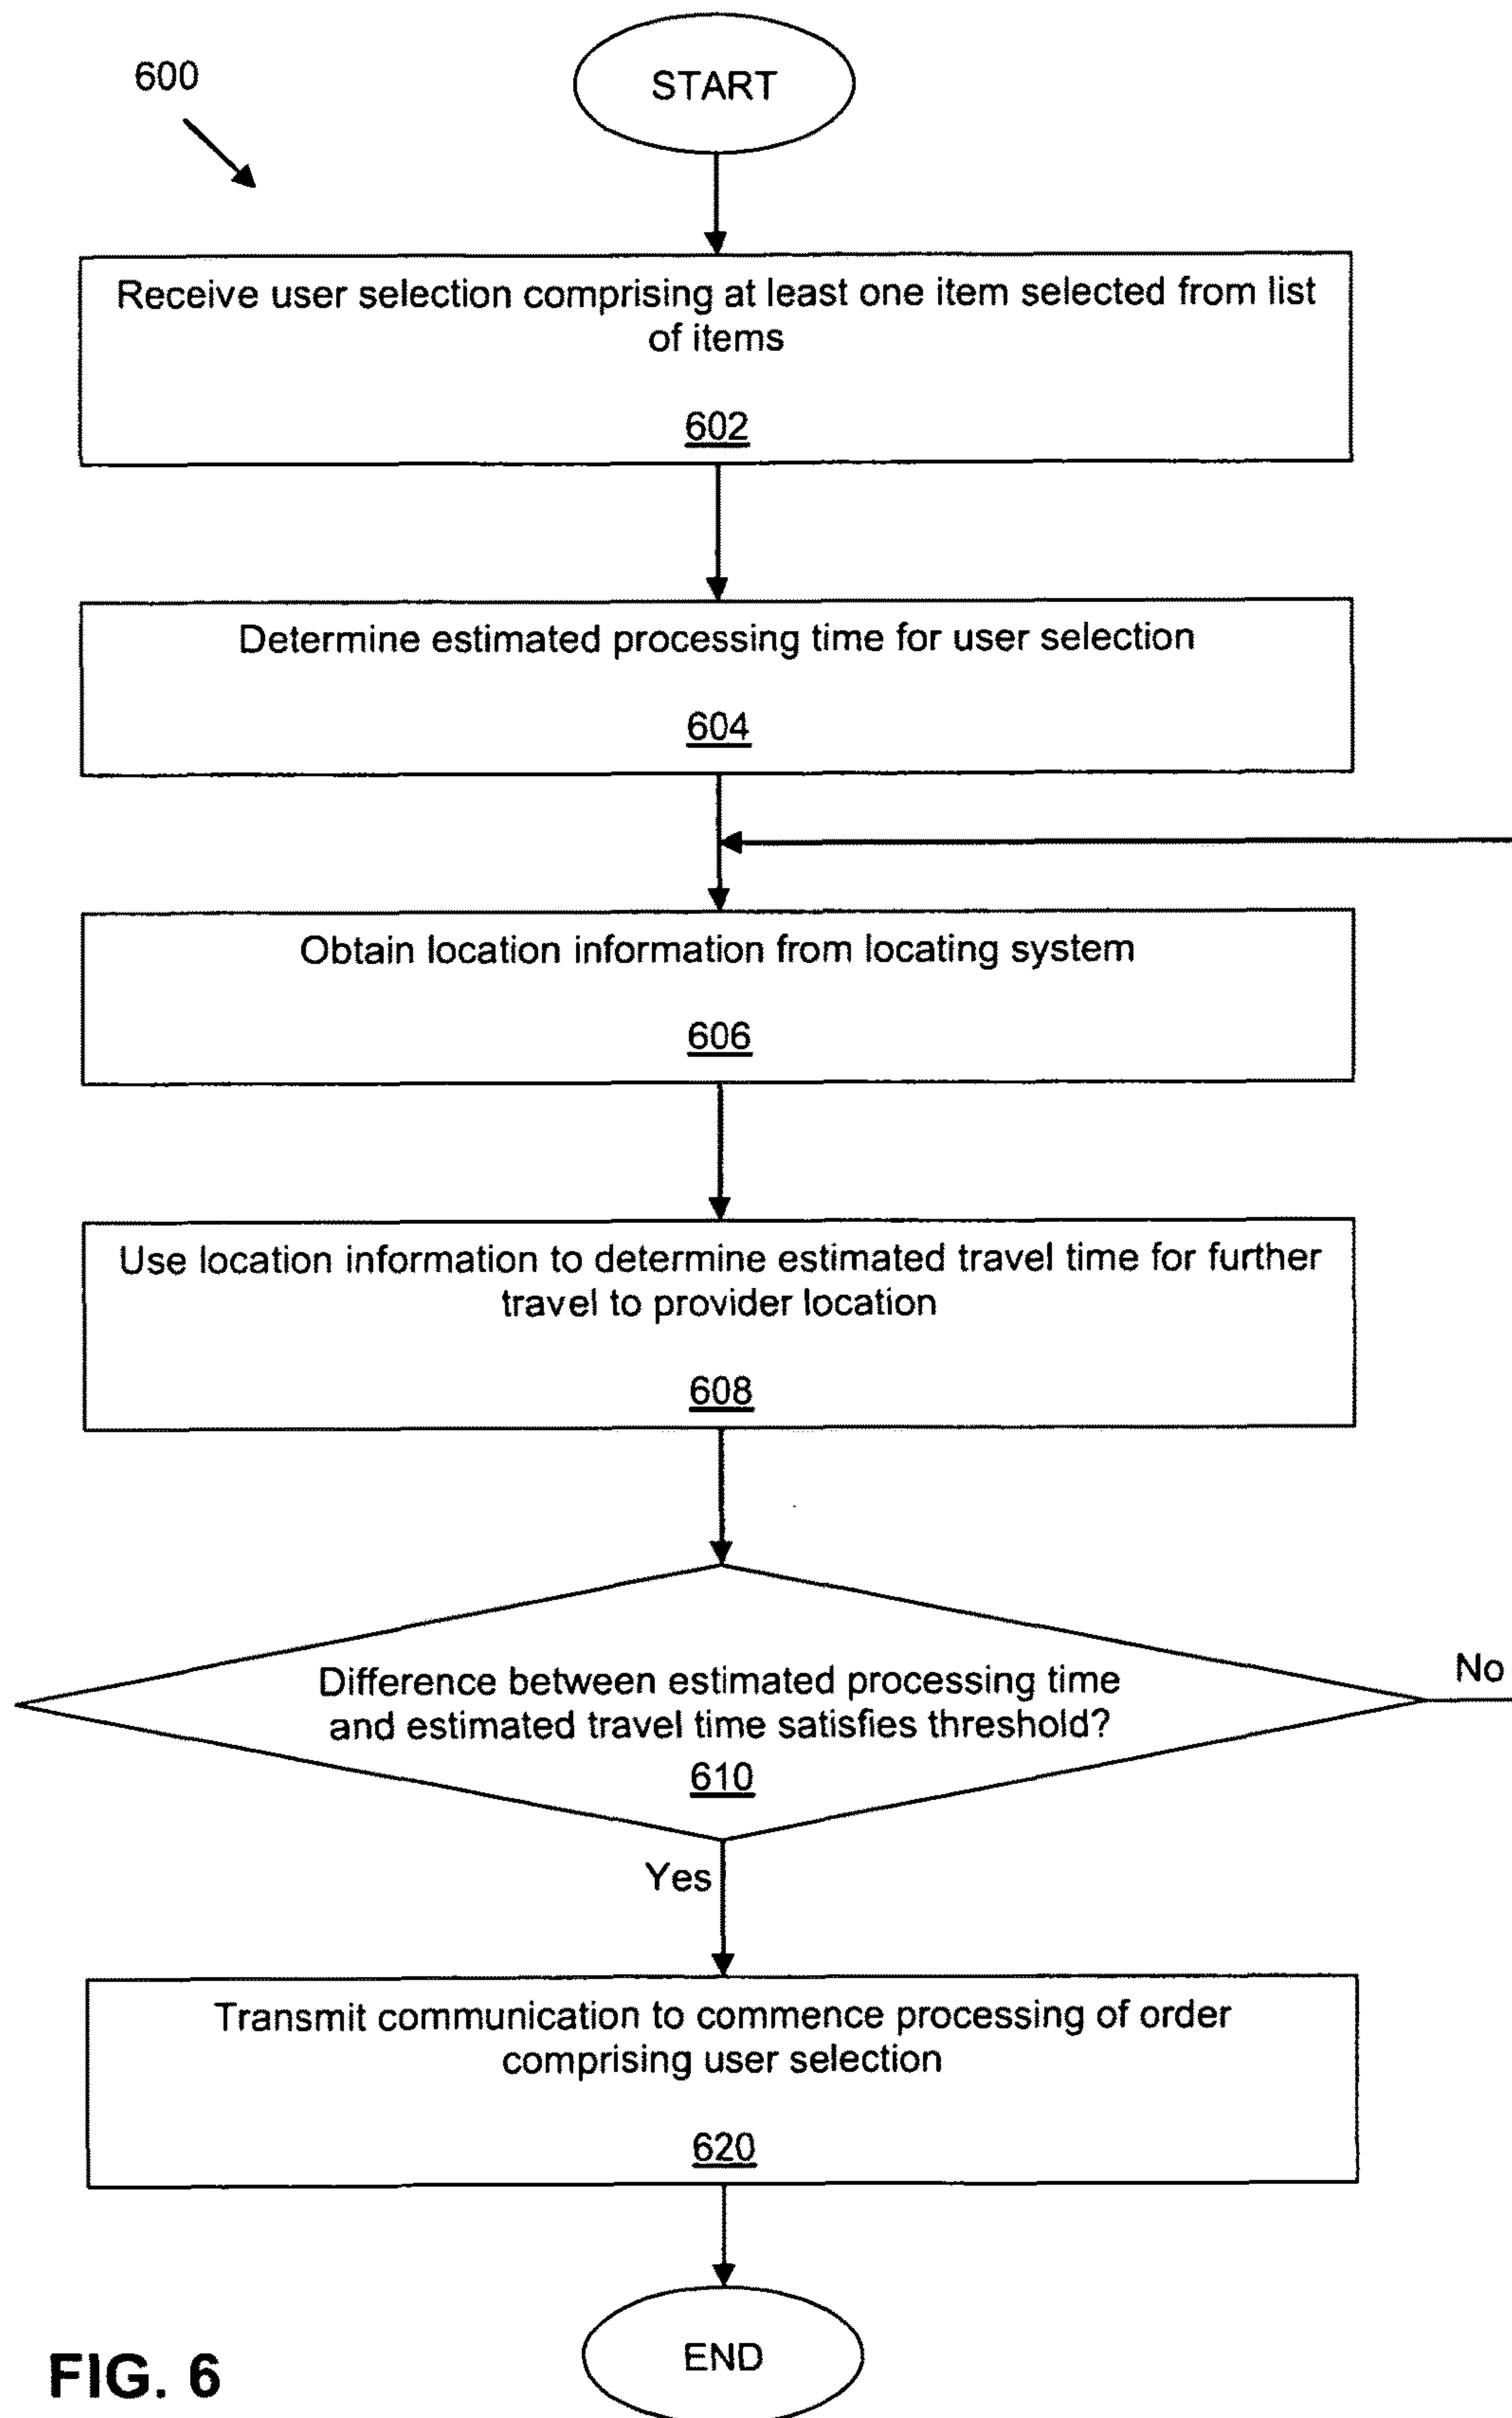 600
START
Receive user selection comprising at least one item selected from list
of items
602
Determine estimated processing time for user selection
604
Obtain location information from locating system
606
Use location information to determine estimated travel time for further
travel to provider location
608
Difference between estimated processing time
and estimated travel time satisfies threshold?
610
No
Yes
Transmit communication to commence processing of order
comprising user selection
620
END
FIG. 6